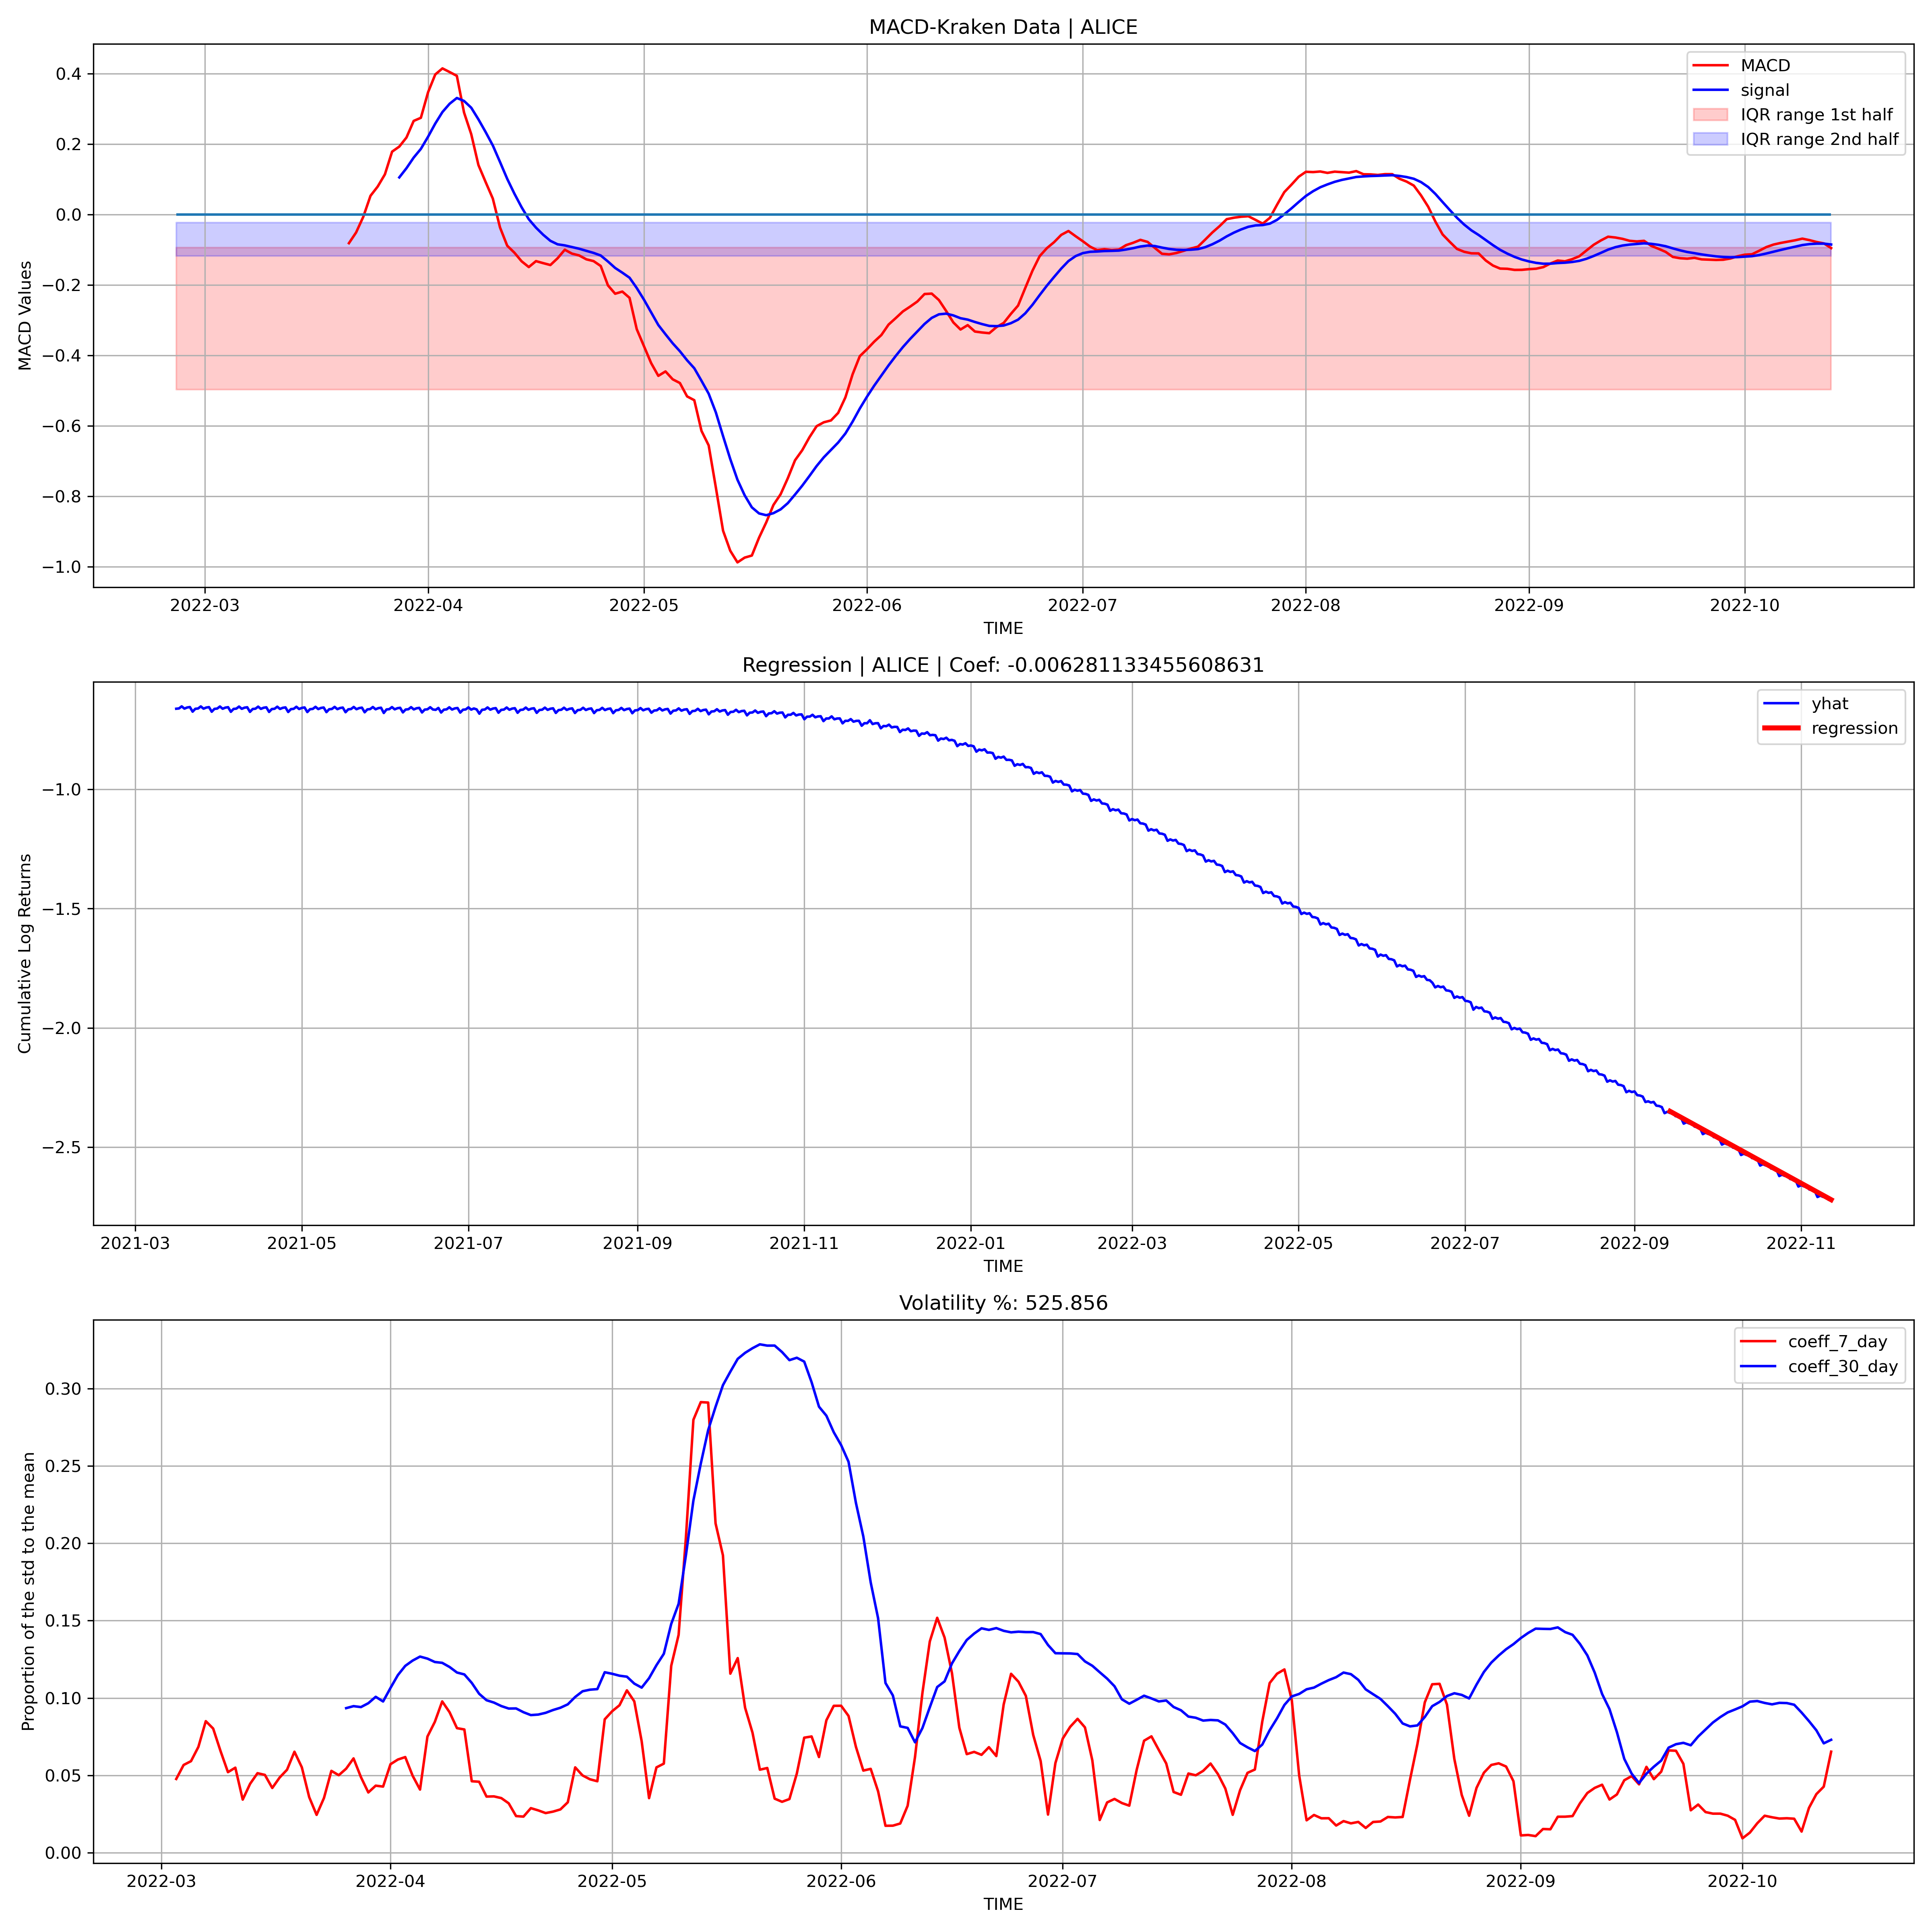 MACD-Kraken Data | ALICE
MACD
signal
IQR range 1st half
IQR range 2nd half
MACD Values
0.4
0.2
0.0
−0.2
−0.4
−0.6
−0.8
−1.0
2022-03 2022-04 2022-05 2022-06 2022-07 2022-08 2022-09 2022-10
TIME
Regression | ALICE | Coef: -0.006281133455608631
yhat
regression
Cumulative Log Returns
−1.0
−1.5
−2.0
−2.5
2021-03 2021-05 2021-07 2021-09 2021-11 2022-01 2022-03 2022-05 2022-07 2022-09 2022-11
TIME
Volatility %: 525.856
coeff_7_day
coeff_30_day
Proportion of the std to the mean
0.30
0.25
0.20
0.15
0.10
0.05
0.00
2022-03 2022-04 2022-05 2022-06 2022-07 2022-08 2022-09 2022-10
TIME